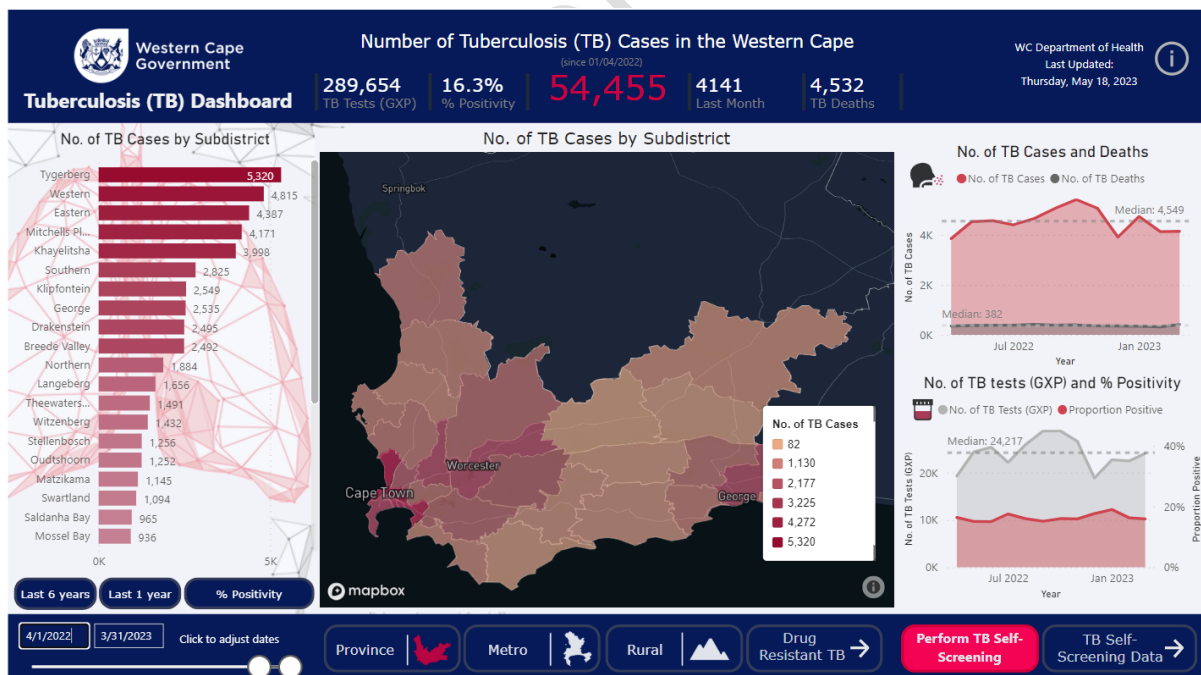 Western Cape
Government
Tuberculosis (TB) Dashboard
Number of Tuberculosis (TB) Cases in the Western Cape
(since 01/04/2022)
289,654
TB Tests (GXP)
16.3%
% Positivity
54,455
4141
Last Month
4,532
TB Deaths
WC Department of Health
Last Updated:
Thursday, May 18, 2023
i
No. of TB Cases by Subdistrict
Tygerberg 5,320
Western 4,815
Eastern 4,387
Mitchells Pl... 4,171
Khayelitsha 3,998
Southern 2,825
Klipfontein 2,549
George 2,535
Drakenstein 2,495
Breede Valley 2,492
Northern 1,884
Langeberg 1,656
Theewaters... 1,491
Witzenberg 1,432
Stellenbosch 1,256
Oudtshoorn 1,252
Matzikama 1,145
Swartland 1,094
Saldanha Bay 965
Mossel Bay 936
0K 5K
Last 6 years
Last 1 year
% Positivity
No. of TB Cases by Subdistrict
Springbok
Worcester
Cape Town
George
No. of TB Cases
82
1,130
2,177
3,225
4,272
5,320
mapbox
i
No. of TB Cases and Deaths
No. of TB Cases No. of TB Deaths
Median: 4,549
4K
2K
Median: 382
0K
No. of TB Cases
Jul 2022 Jan 2023
Year
No. of TB tests (GXP) and % Positivity
No. of TB Tests (GXP) Proportion Positive
Median: 24,217
40%
20K
20%
10K
0K 0%
No. of TB Tests (GXP)
Proportion Positive
Jul 2022 Jan 2023
Year
4/1/2022
3/31/2023
Click to adjust dates
Province
Metro
Rural
Drug
Resistant TB
Perform TB Self-
Screening
TB Self-
Screening Data